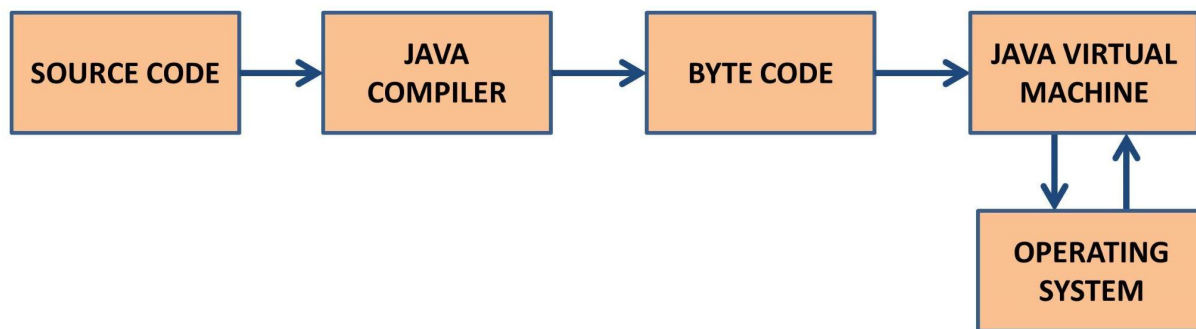 SOURCE CODE
JAVA
COMPILER
BYTE CODE
JAVA VIRTUAL
MACHINE
OPERATING
SYSTEM